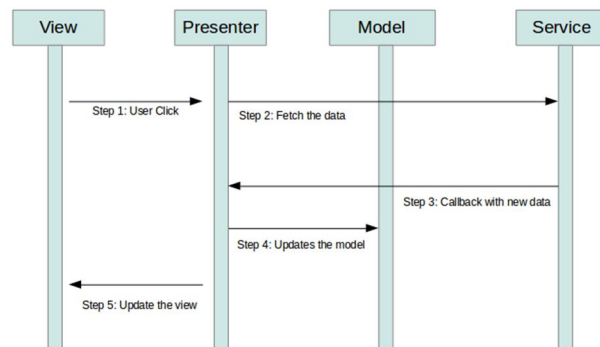 View
Presenter
Model
Service
Step 1: User Click
Step 2: Fetch the data
Step 3: Callback with new data
Step 4: Updates the model
Step 5: Update the view